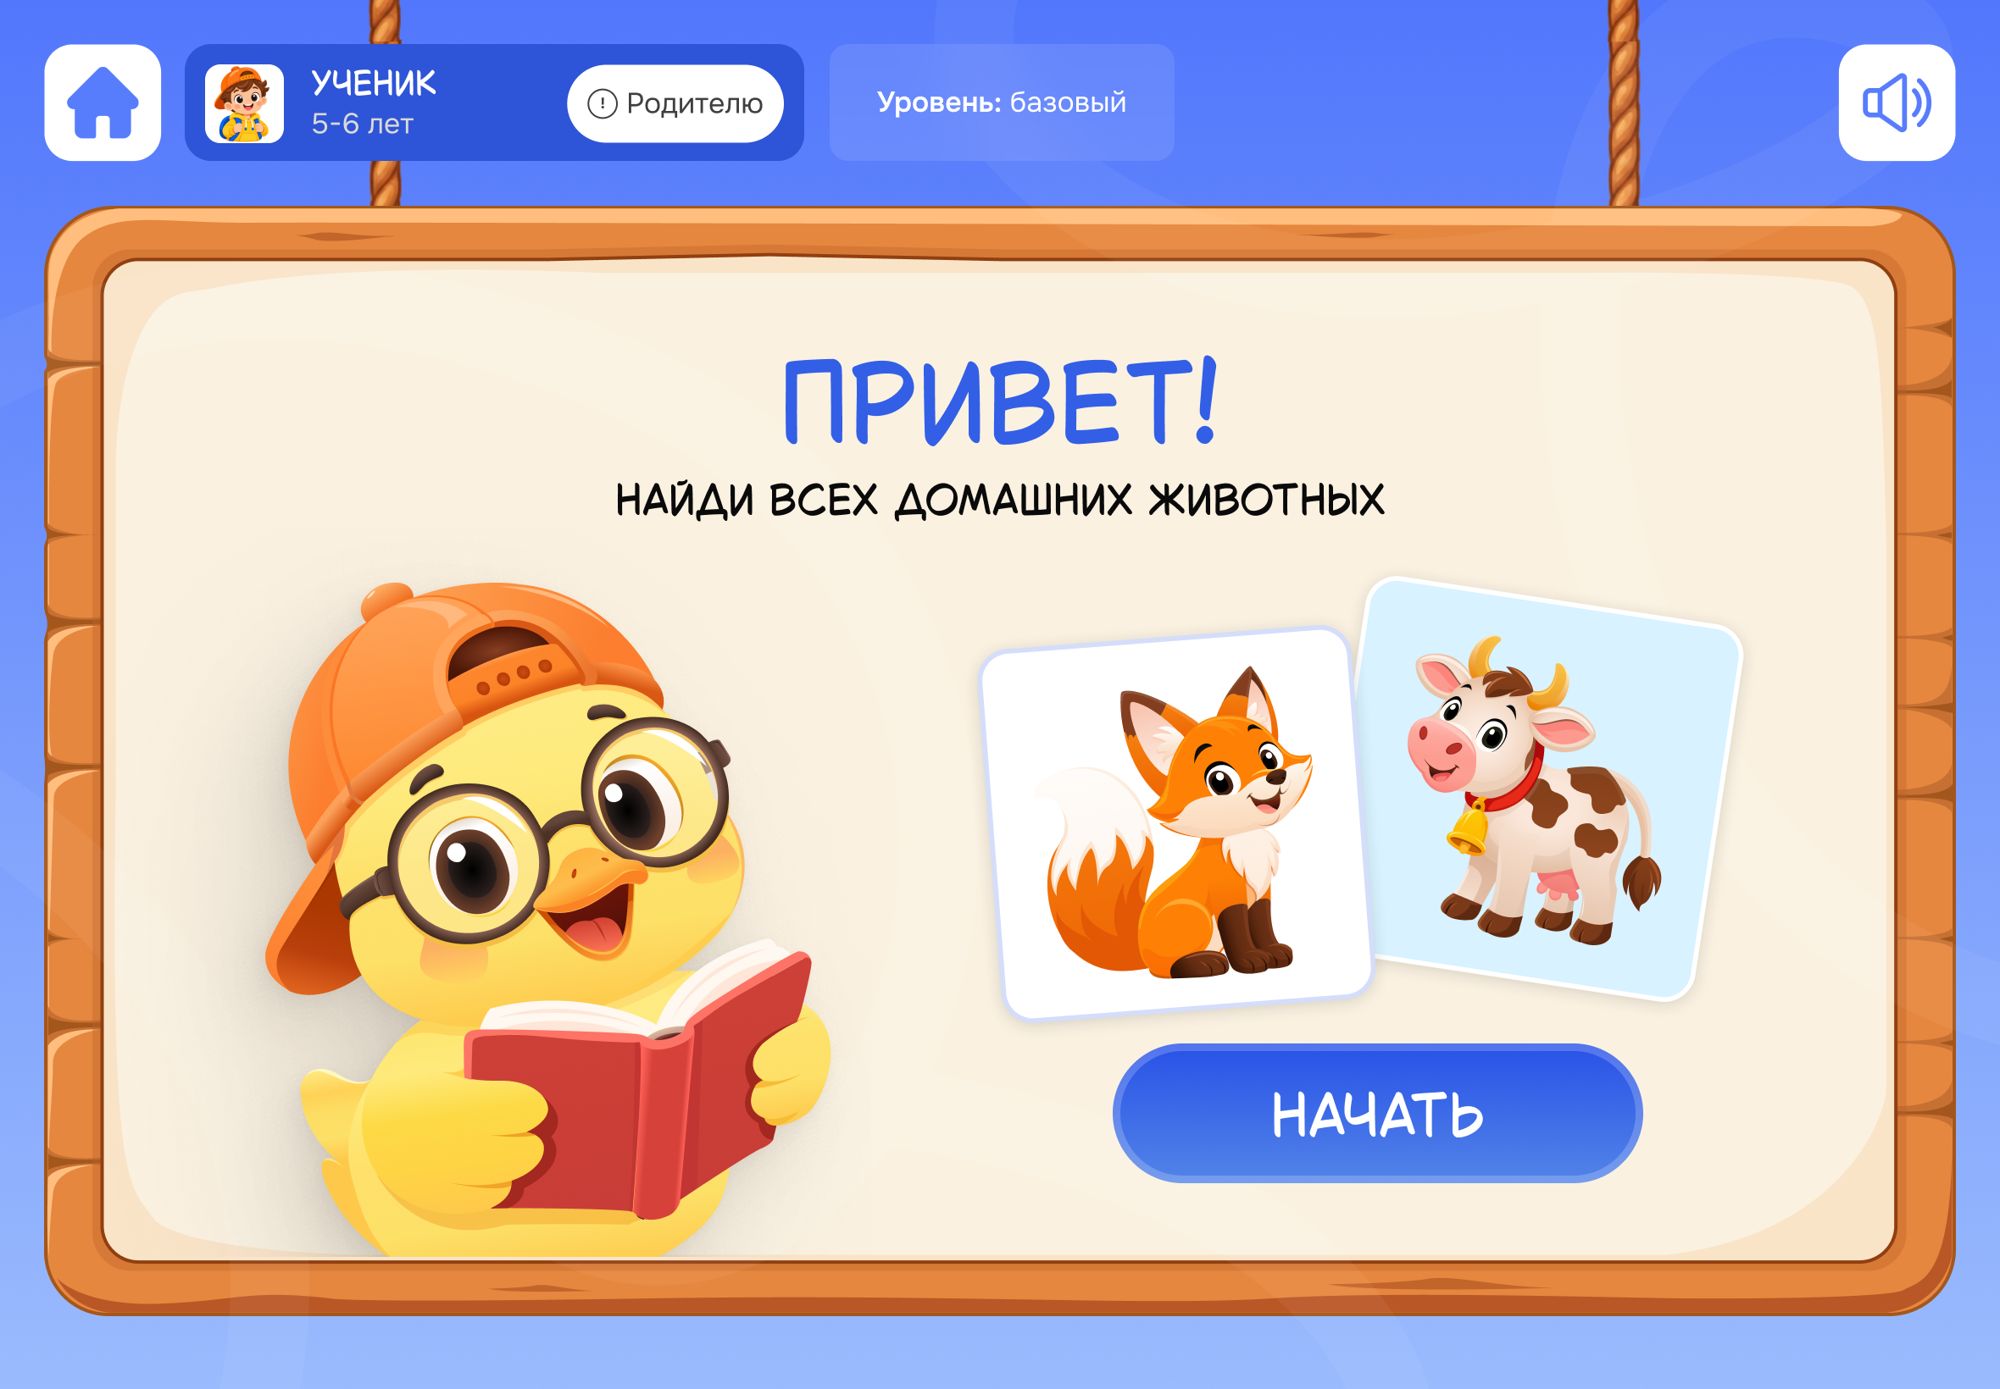 УЧЕНИК
5-6 лет
Родителю
Уровень: базовый
ПРИВЕТ!
НАЙДИ ВСЕХ ДОМАШНИХ ЖИВОТНЫХ
НАЧАТЬ